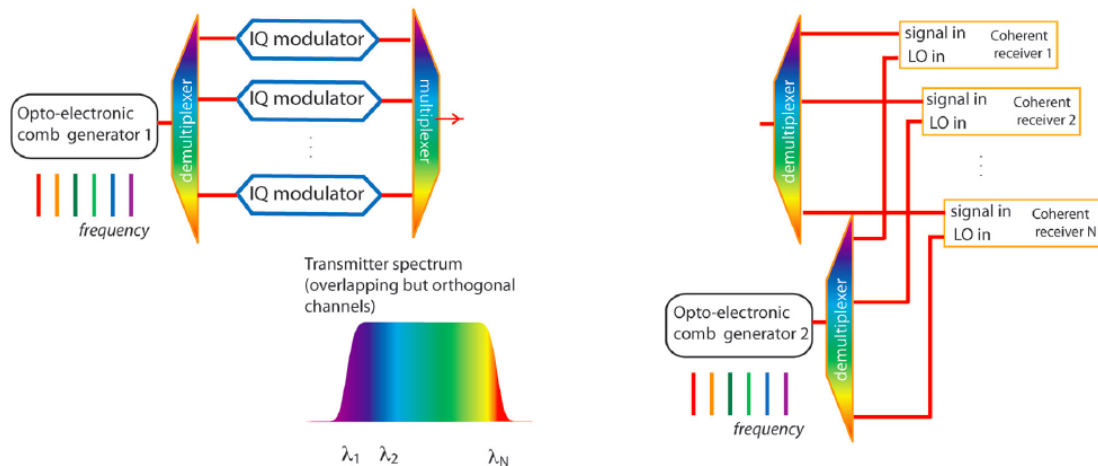 IQ modulator
IQ modulator
⋮
IQ modulator
Opto-electronic
comb generator 1
demultiplexer
multiplexer
frequency
Transmitter spectrum
(overlapping but orthogonal
channels)
λ1 λ2 λN
demultiplexer
signal in
LO in
Coherent
receiver 1
signal in
LO in
Coherent
receiver 2
⋮
signal in
LO in
Coherent
receiver N
Opto-electronic
comb generator 2
demultiplexer
frequency